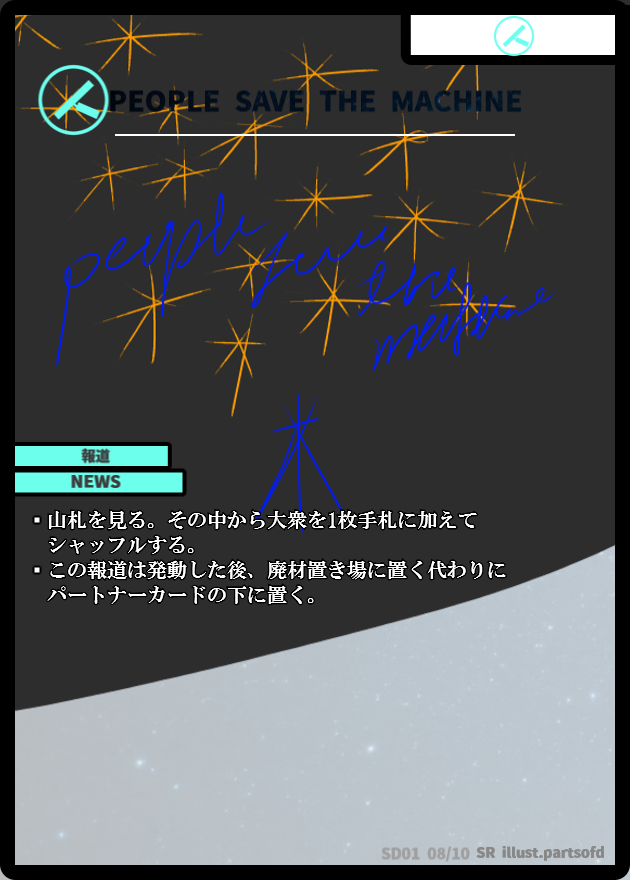 PEOPLE SAVE THE MACHINE
people save
the
machine
報道
NEWS
▪山札を見る。その中から大衆を1枚手札に加えて
シャッフルする。
▪この報道は発動した後、廃材置き場に置く代わりに
パートナーカードの下に置く。
SD01 08/10 SR illust.partsofd